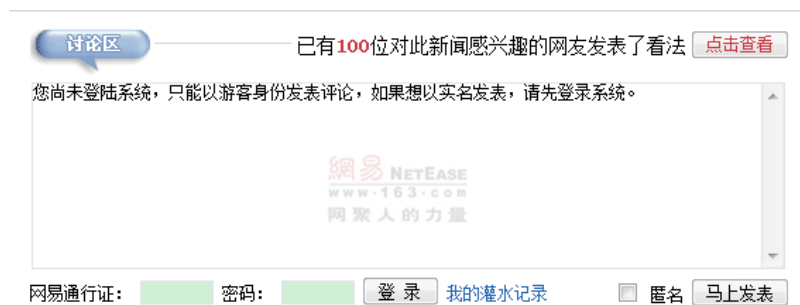 讨论区 已有100位对此新闻感兴趣的网友发表了看法 点击查看
您尚未登陆系统，只能以游客身份发表评论，如果想以实名发表，请先登录系统。
網易 NETEASE
www.163.com
网聚人的力量
网易通行证： 密码： 登录 我的灌水记录 匿名 马上发表